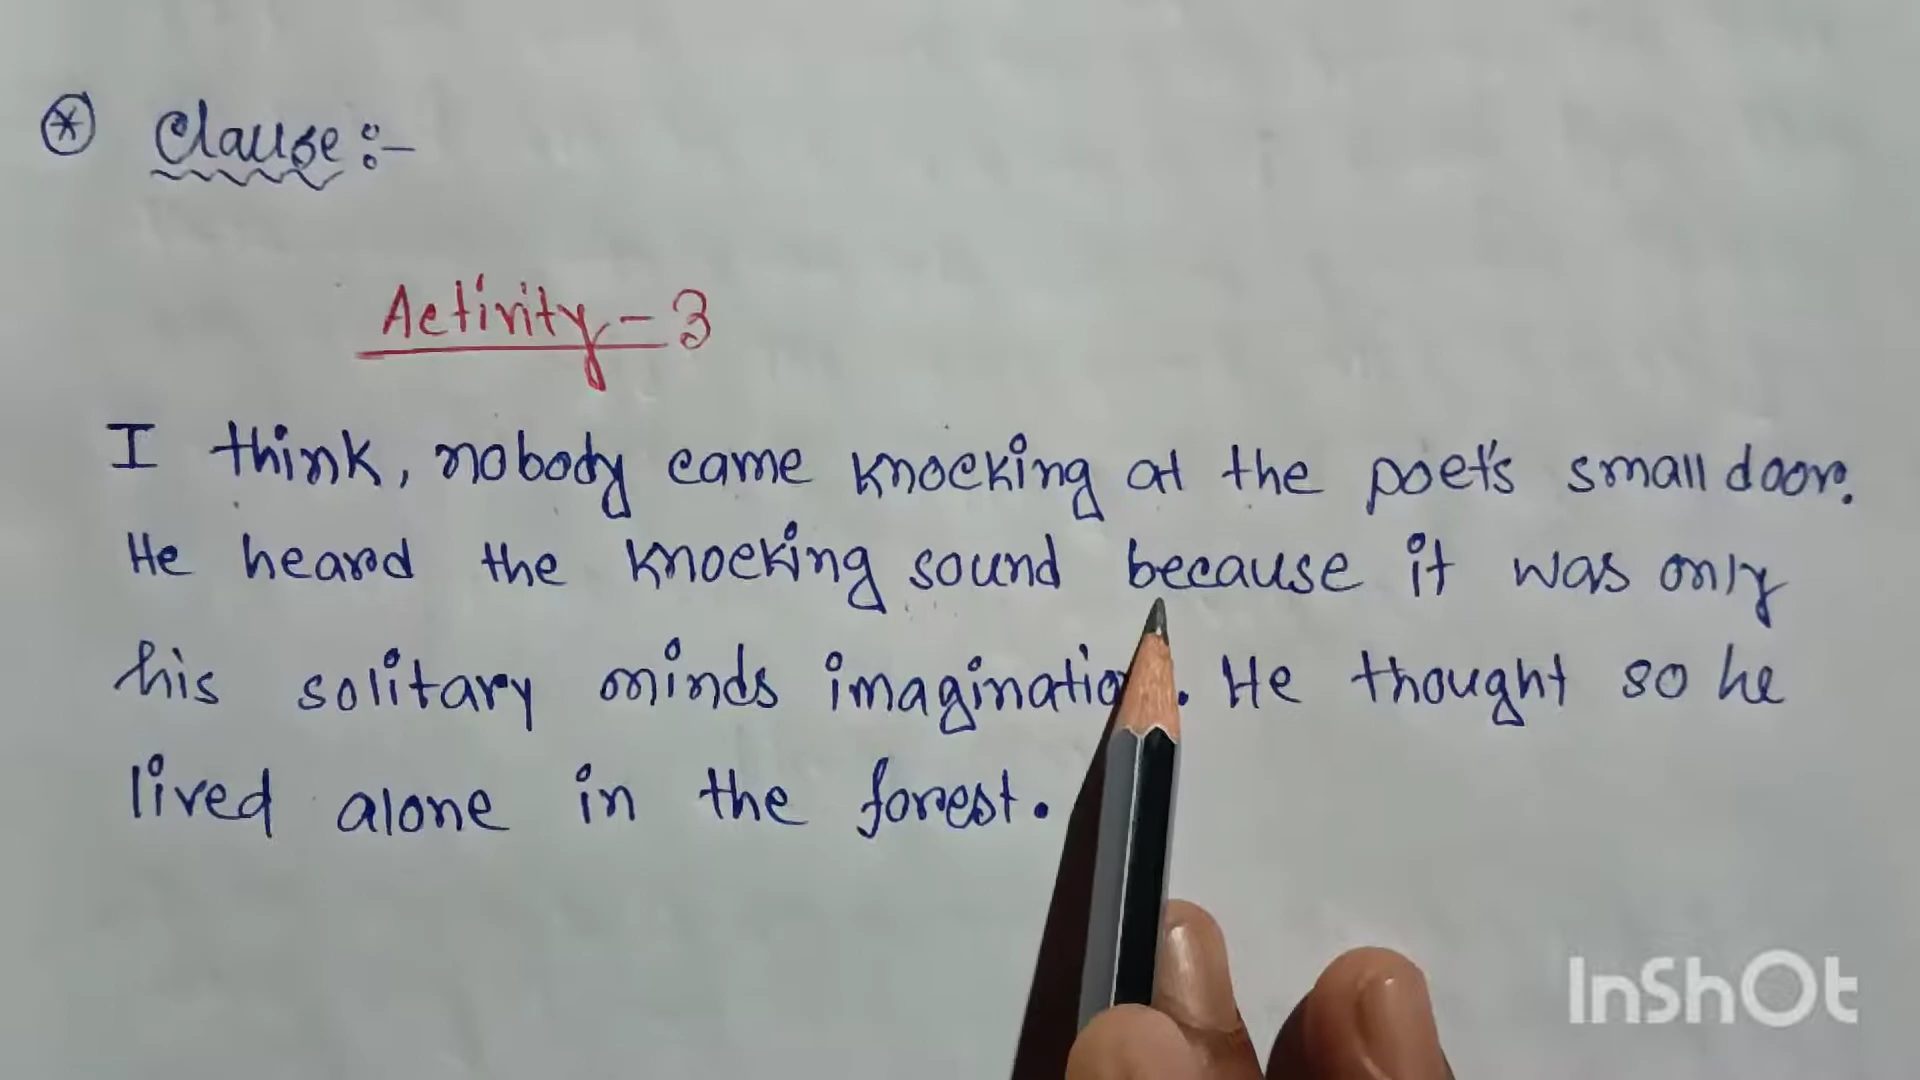 * Clause :-
Activity - 3
I think, nobody came knocking at the poet's small door.
He heard the knocking sound because it was only
his solitary minds imagination. He thought so he
lived alone in the forest.
InShOt